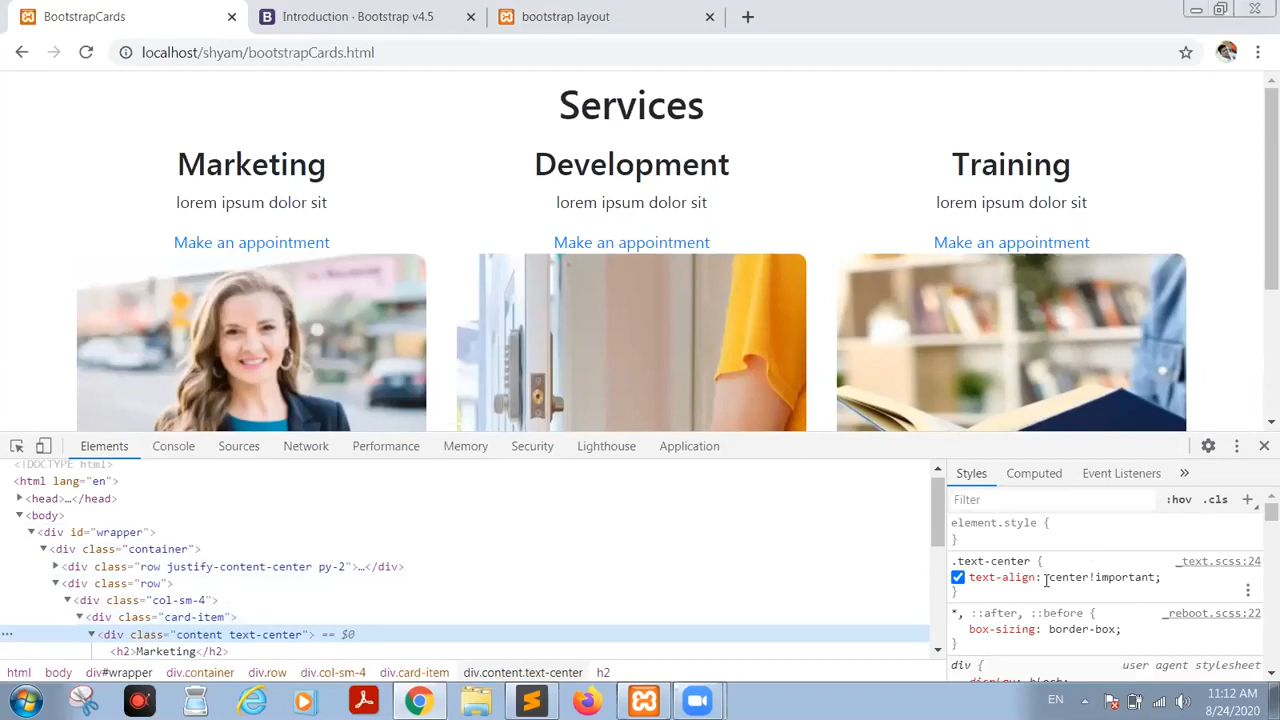 BootstrapCards
Introduction · Bootstrap v4.5
bootstrap layout
localhost/shyam/bootstrapCards.html
Services
Marketing
Development
Training
lorem ipsum dolor sit
lorem ipsum dolor sit
lorem ipsum dolor sit
Make an appointment
Make an appointment
Make an appointment
Elements
Console
Sources
Network
Performance
Memory
Security
Lighthouse
Application
<!DOCTYPE html>
<html lang="en">
<head>…</head>
<body>
<div id="wrapper">
<div class="container">
<div class="row justify-content-center py-2">…</div>
<div class="row">
<div class="col-sm-4">
<div class="card-item">
<div class="content text-center"> == $0
<h2>Marketing</h2>
html body div#wrapper div.container div.row div.col-sm-4 div.card-item div.content.text-center h2
Styles
Computed
Event Listeners
Filter
:hov .cls
element.style {
}
.text-center {
_text.scss:24
text-align: center!important;
}
*, ::after, ::before {
_reboot.scss:22
box-sizing: border-box;
}
div {
user agent stylesheet
display: block;
EN
11:12 AM
8/24/2020